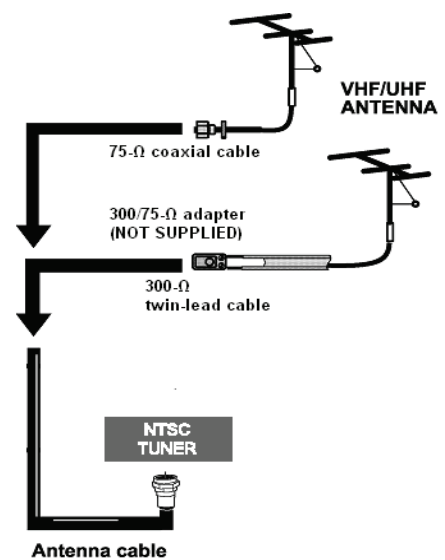 VHF/UHF
ANTENNA
75-Ω coaxial cable
300/75-Ω adapter
(NOT SUPPLIED)
300-Ω
twin-lead cable
NTSC
TUNER
Antenna cable